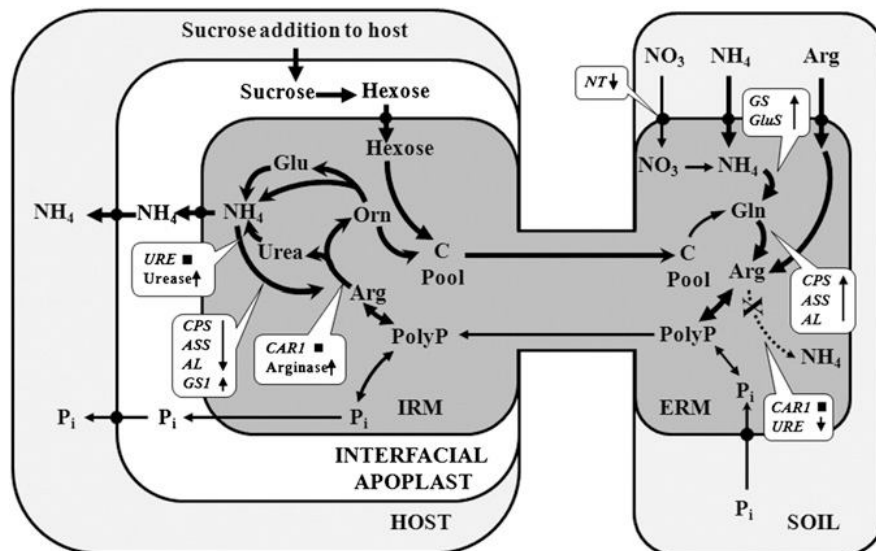 Sucrose addition to host
Sucrose
Hexose
Hexose
Glu
NH4
NH4
NH4
Orn
Urea
URE ■
Urease
Arg
C
Pool
CPS
ASS
AL
GS1
CAR1 ■
Arginase
PolyP
Pi
Pi
Pi
IRM
INTERFACIAL
APOPLAST
HOST
NO3
NH4
Arg
NT
GS
GluS
NO3
NH4
Gln
C
Pool
Arg
CPS
ASS
AL
PolyP
NH4
Pi
ERM
CAR1 ■
URE
Pi
SOIL